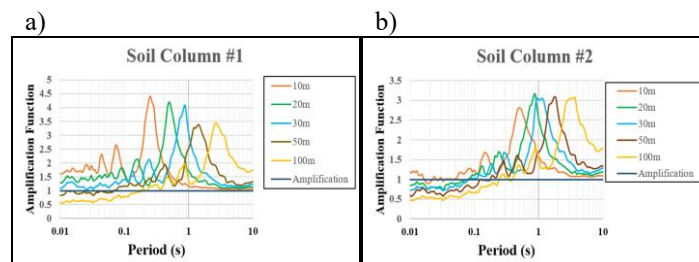 a)
b)
Soil Column #1
Amplification Function
5
4.5
4
3.5
3
2.5
2
1.5
1
0.5
0
0.01
0.1
1
10
Period (s)
10m
20m
30m
50m
100m
Amplification
Soil Column #2
Amplification Function
3.5
3
2.5
2
1.5
1
0.5
0
0.01
0.1
1
10
Period (s)
10m
20m
30m
50m
100m
Amplification